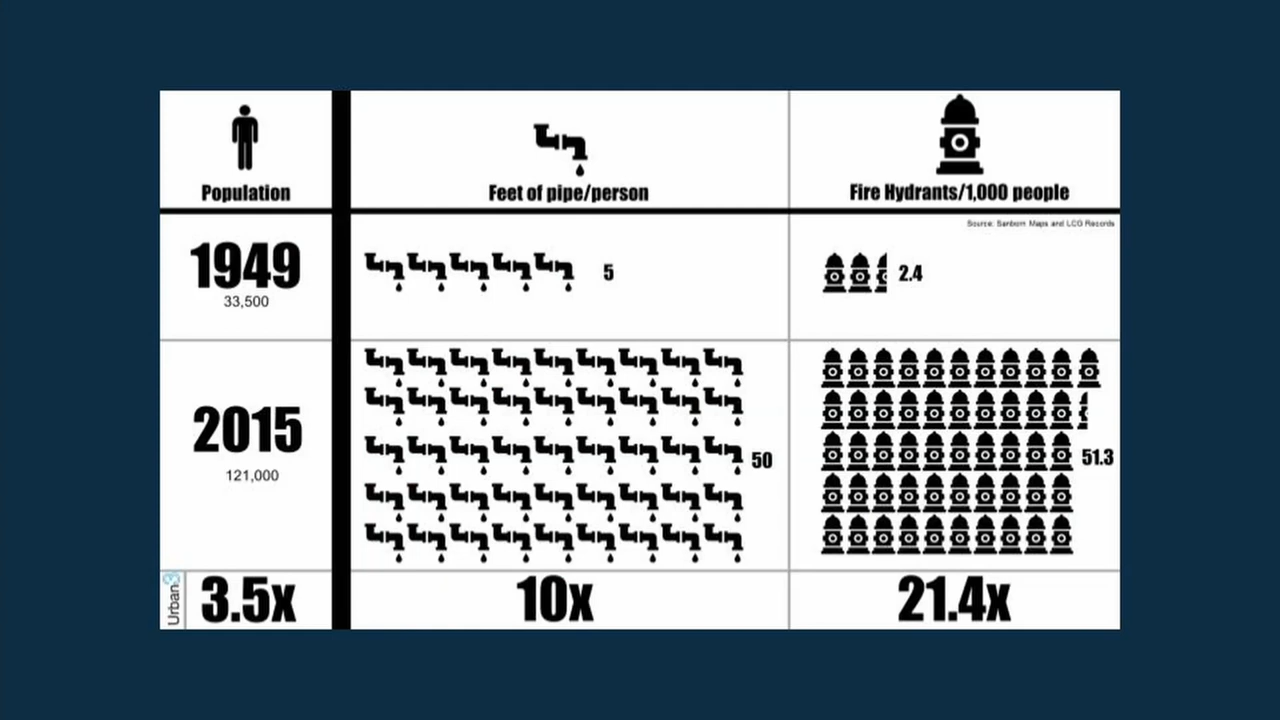 Population
Feet of pipe/person
Fire Hydrants/1,000 people
Source: Sanborn Maps and LCG Records
1949
33,500
5
2.4
2015
121,000
50
51.3
Urban3
3.5x
10x
21.4x